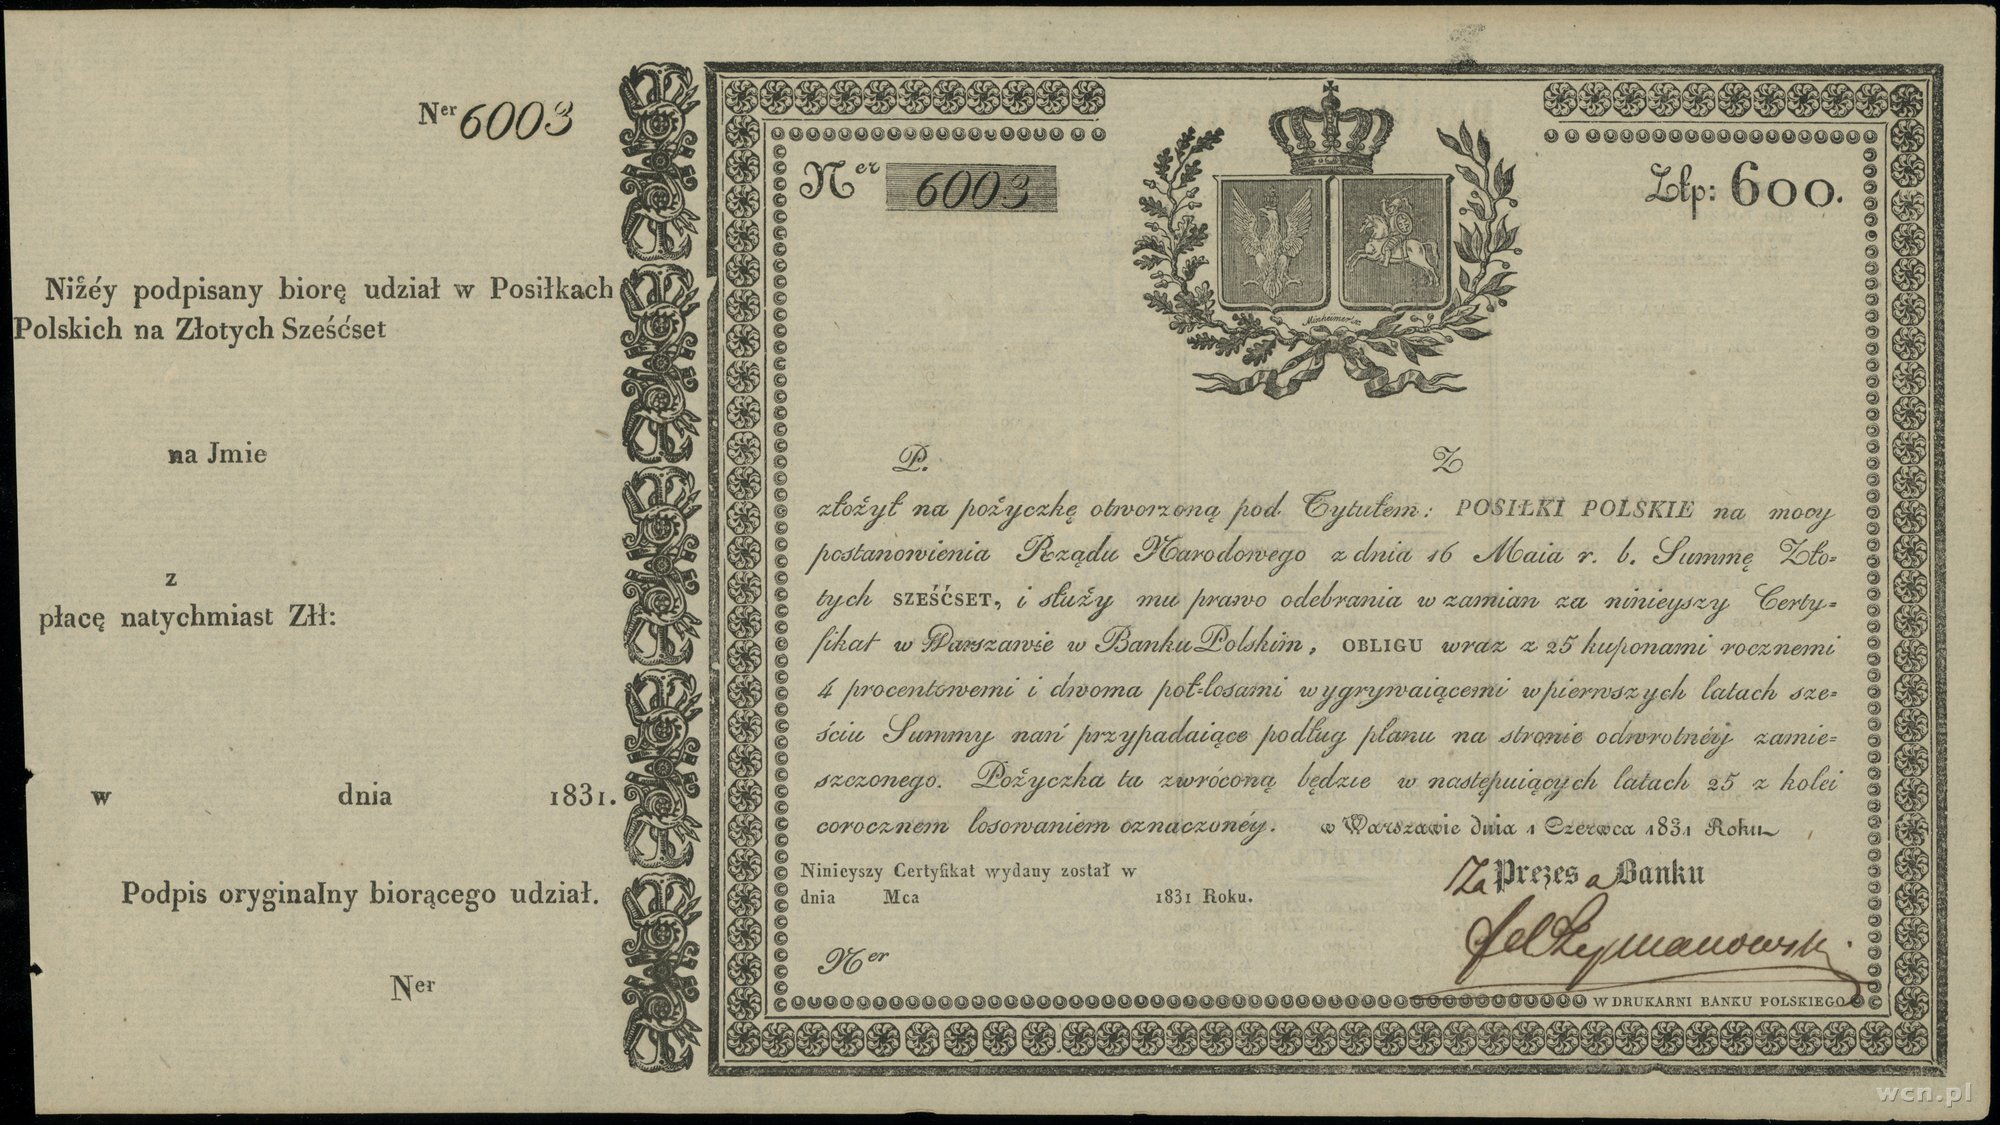 Ner 6003
Niżéy podpisany biorę udział w Posiłkach
Polskich na Złotych Sześćset
na Jmie
z
płacę natychmiast Złł:
w dnia 1831.
Podpis oryginalny biorącego udział.
Ner
Ner 6003
Złp: 600.
Minheimer
P. Z
złożył na pożyczkę otworzoną pod Tytułem: POSIŁKI POLSKIE na mocy
postanowienia Rządu Narodowego z dnia 16 Maia r. b. Summę Zło-
tych SZEŚĆSET, i służy mu prawo odebrania w zamian za ninieyszy Certy-
fikat w Warszawie w Banku Polskim, OBLIGU wraz z 25 kuponami rocznemi
4 procentowemi i dwoma poł-losami wygrywaiącemi w pierwszych latach sze-
ściu Summy nań przypadaiące podług planu na stronie odwrotnéy zamie-
szczonego. Pożyczka ta zwróconą będzie w następuiących latach 25 z kolei
corocznem losowaniem oznaczonéy. w Warszawie dnia 1 Czerwca 1831 Roku
Ninieyszy Certyfikat wydany został w
dnia Mca 1831 Roku.
Za Prezesa Banku
Szymanowski
Ner
W DRUKARNI BANKU POLSKIEGO
wcn.pl